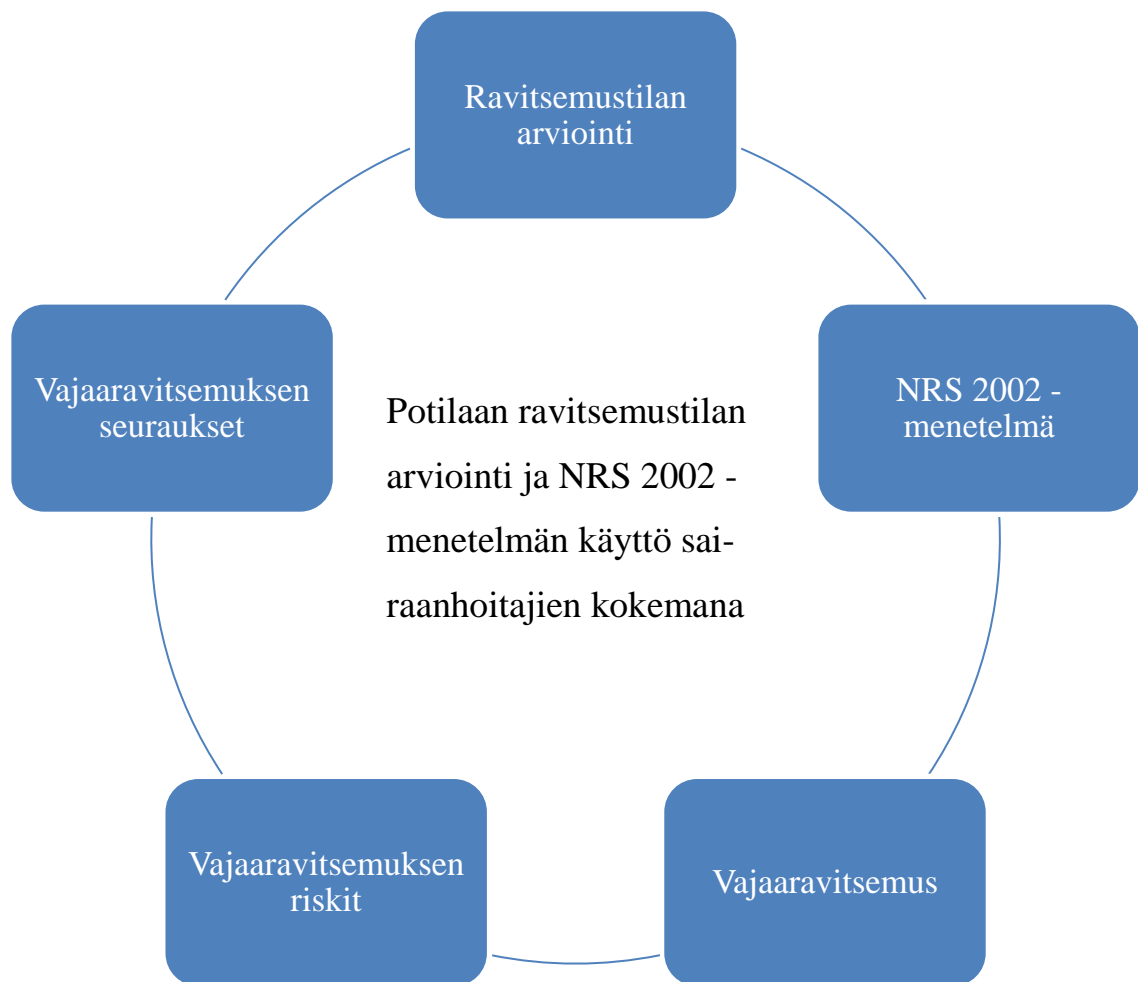 Ravitsemustilan
arviointi
NRS 2002 -
menetelmä
Vajaaravitsemus
Vajaaravitsemuksen
riskit
Vajaaravitsemuksen
seuraukset
Potilaan ravitsemustilan
arviointi ja NRS 2002 -
menetelmän käyttö sai-
raanhoitajien kokemana